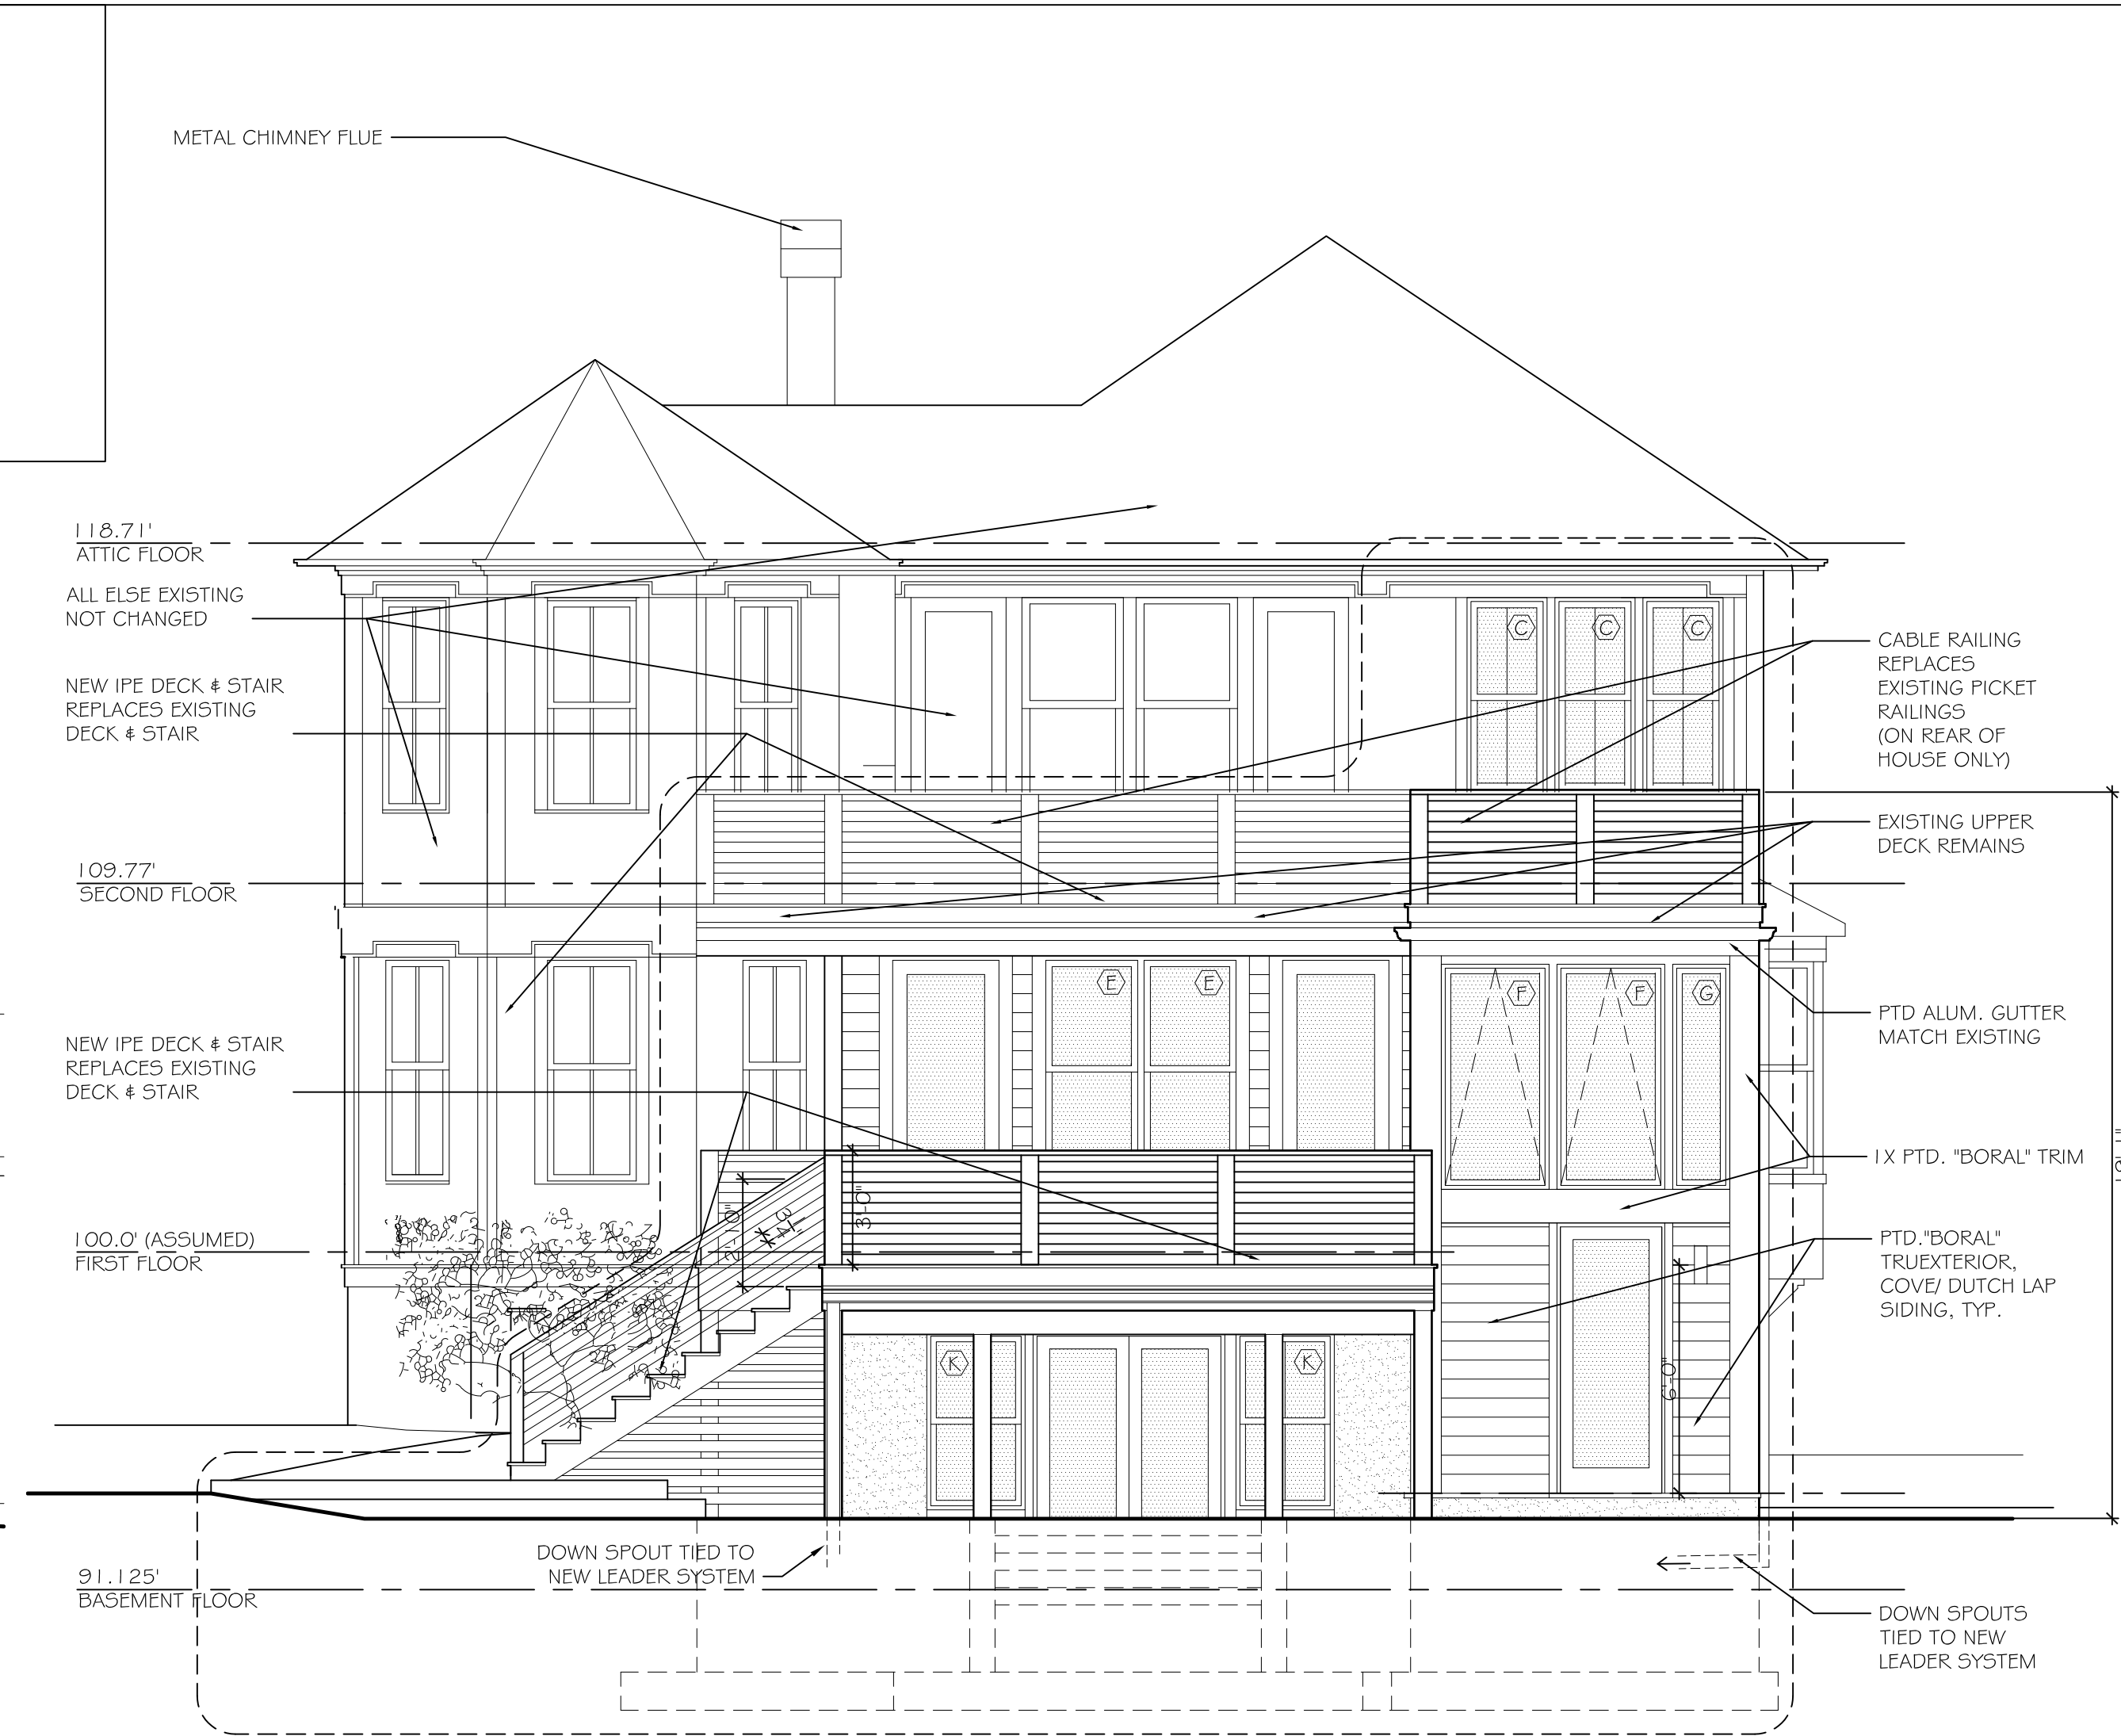 METAL CHIMNEY FLUE
118.71'
ATTIC FLOOR
ALL ELSE EXISTING
NOT CHANGED
NEW IPE DECK & STAIR
REPLACES EXISTING
DECK & STAIR
109.77'
SECOND FLOOR
NEW IPE DECK & STAIR
REPLACES EXISTING
DECK & STAIR
100.0' (ASSUMED)
FIRST FLOOR
91.125'
BASEMENT FLOOR
C
C
C
E
E
F
F
G
3'-0"
6'-0"
K
K
DOWN SPOUT TIED TO
NEW LEADER SYSTEM
CABLE RAILING
REPLACES
EXISTING PICKET
RAILINGS
(ON REAR OF
HOUSE ONLY)
EXISTING UPPER
DECK REMAINS
PTD ALUM. GUTTER
MATCH EXISTING
1X PTD. "BORAL" TRIM
PTD."BORAL"
TRUEXTERIOR,
COVE/ DUTCH LAP
SIDING, TYP.
DOWN SPOUTS
TIED TO NEW
LEADER SYSTEM